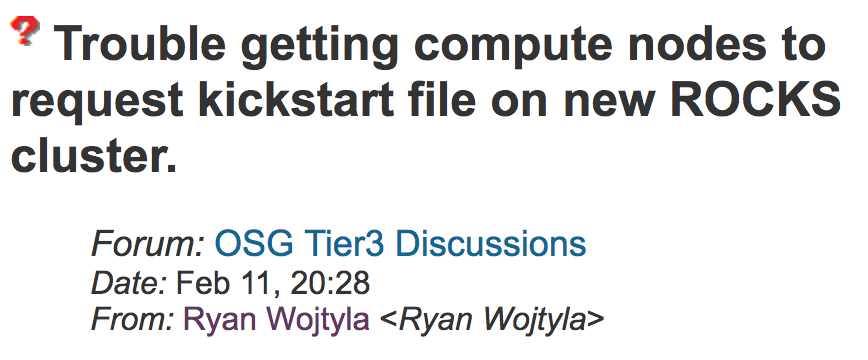 Trouble getting compute nodes to
request kickstart file on new ROCKS
cluster.
Forum: OSG Tier3 Discussions
Date: Feb 11, 20:28
From: Ryan Wojtyla <Ryan Wojtyla>